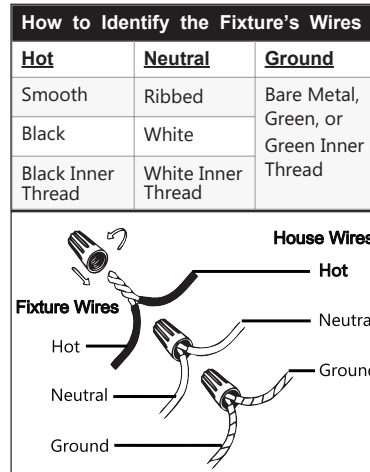 How to Identify the Fixture's Wires
Hot Neutral Ground
Smooth Ribbed Bare Metal, Green, or Green Inner Thread
Black White
Black Inner Thread White Inner Thread
House Wires
Hot
Fixture Wires
Neutra
Hot
Ground
Neutral
Ground